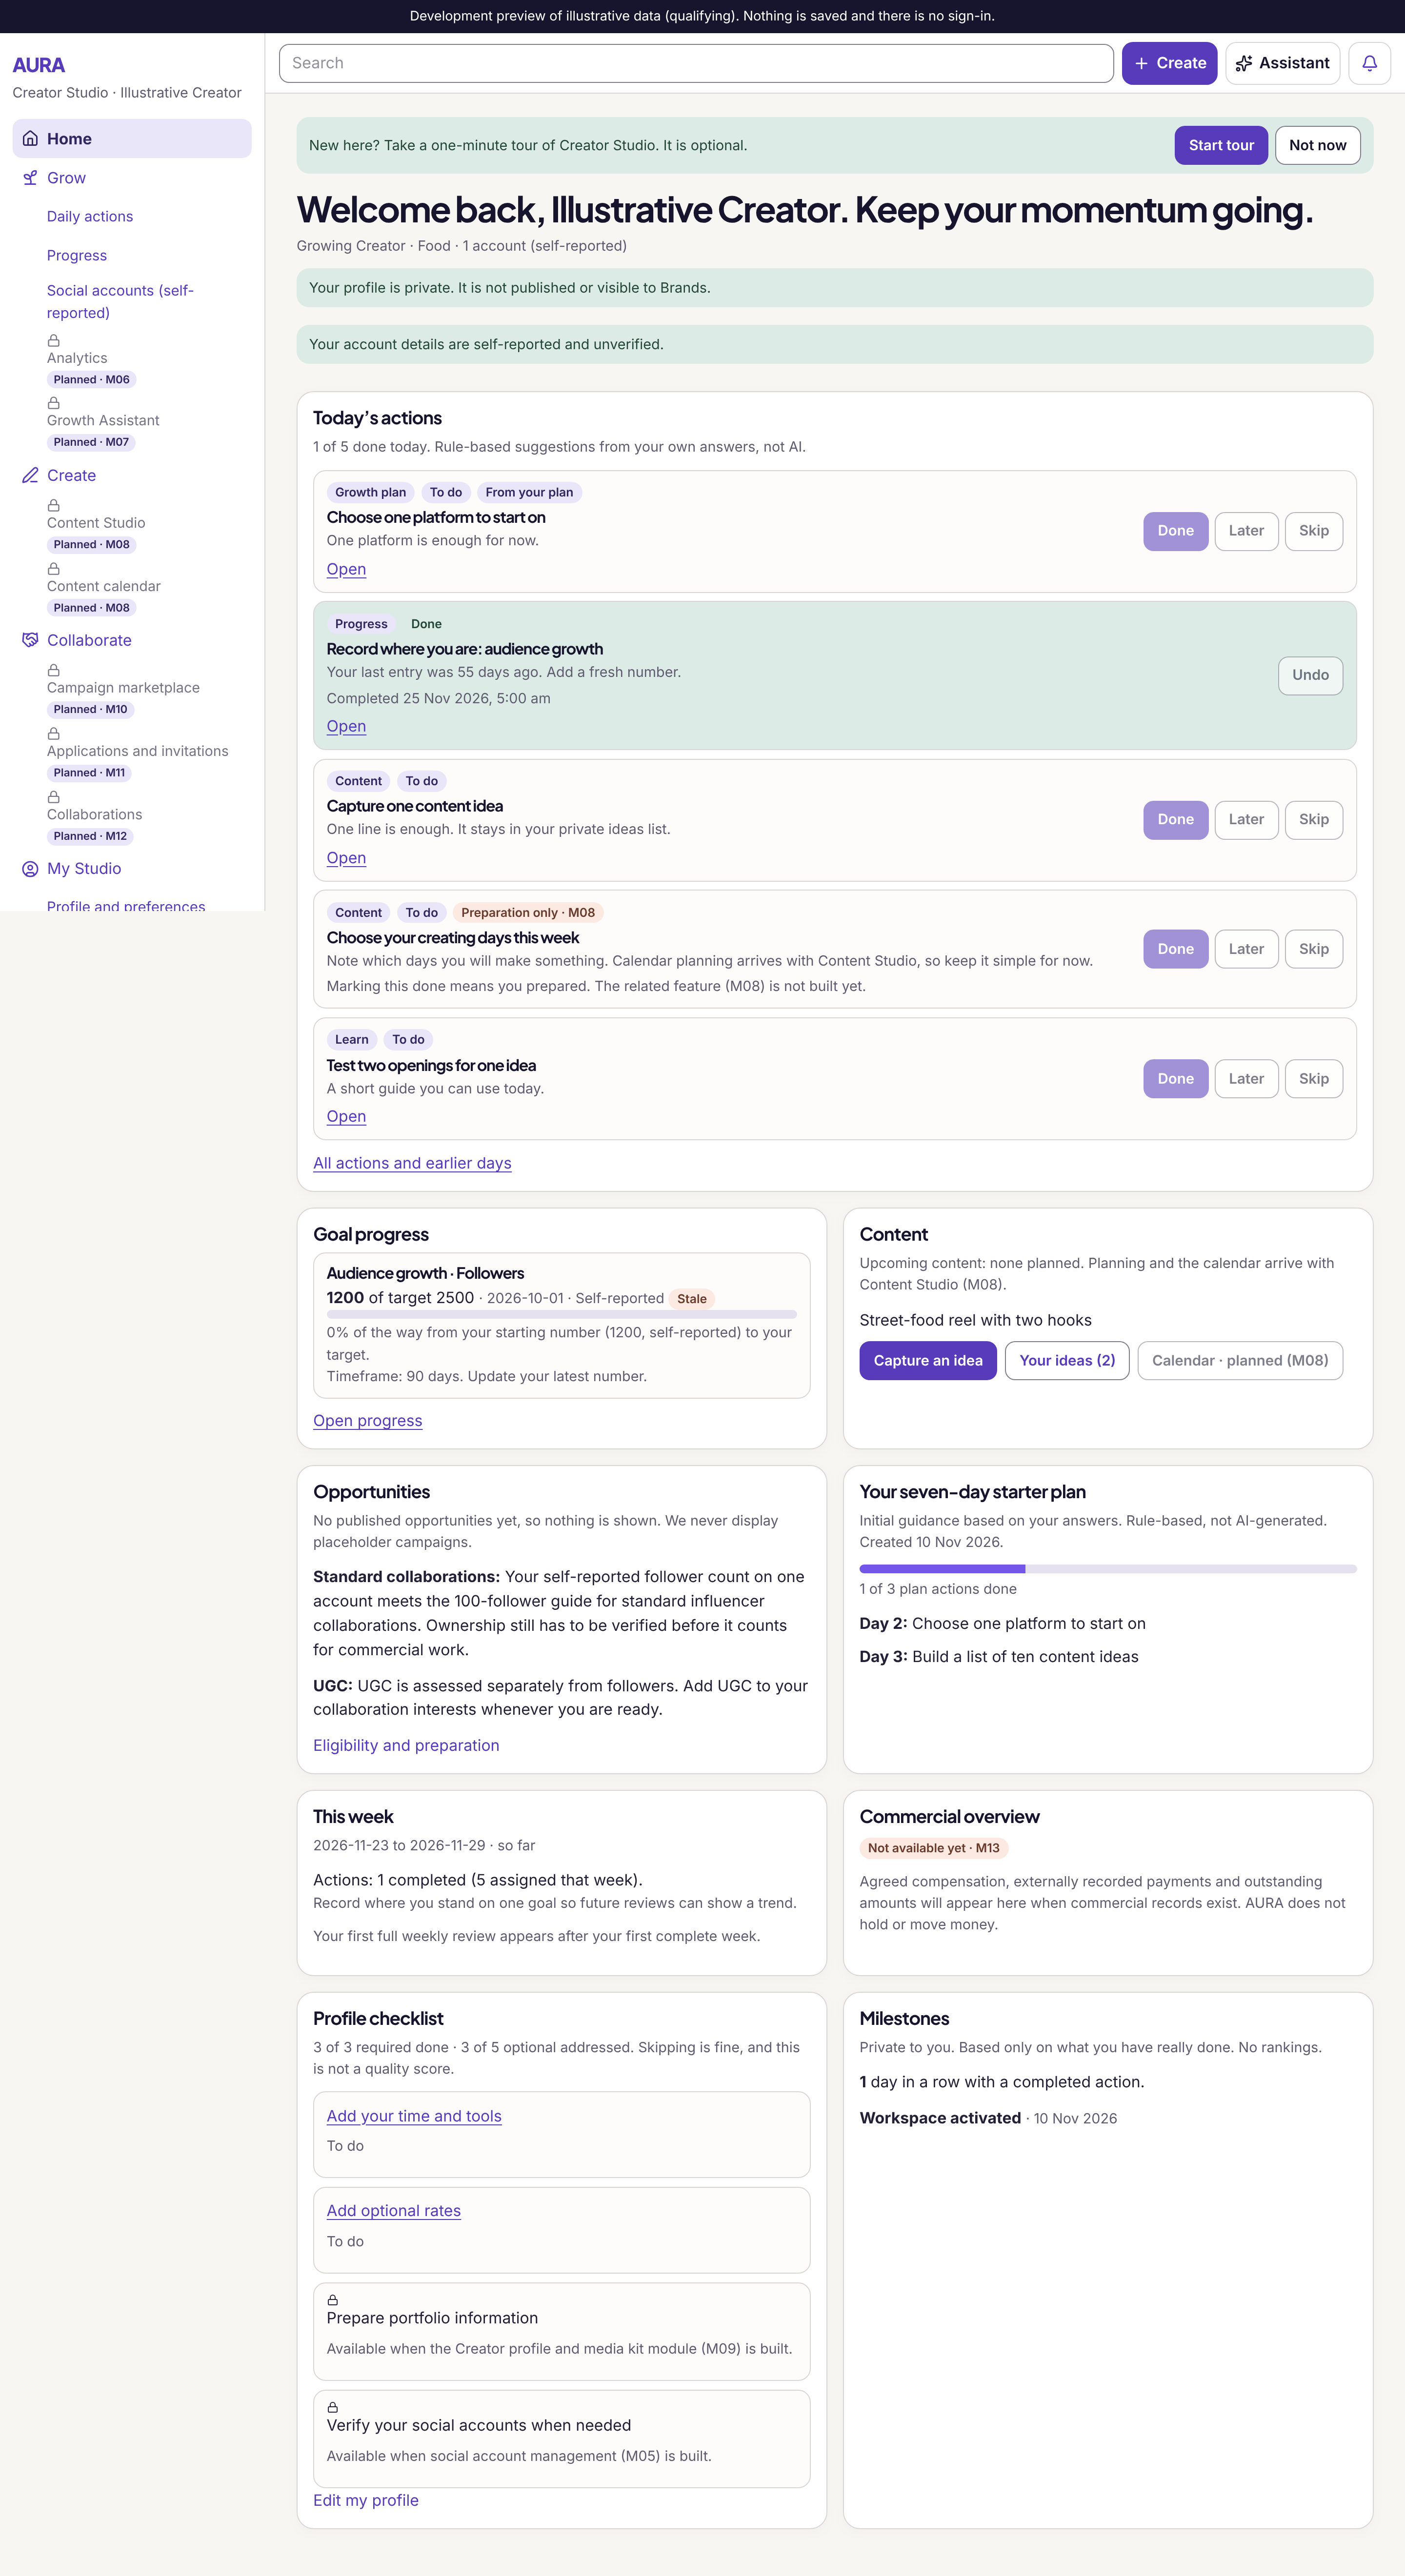 Development preview of illustrative data (qualifying). Nothing is saved and there is no sign-in.
AURA
Creator Studio · Illustrative Creator
Home
Grow
Daily actions
Progress
Social accounts (self-
reported)
Analytics
Planned · M06
Growth Assistant
Planned · M07
Create
Content Studio
Planned · M08
Content calendar
Planned · M08
Collaborate
Campaign marketplace
Planned · M10
Applications and invitations
Planned · M11
Collaborations
Planned · M12
My Studio
Profile and preferences
Search
Create
Assistant
New here? Take a one-minute tour of Creator Studio. It is optional.
Start tour
Not now
Welcome back, Illustrative Creator. Keep your momentum going.
Growing Creator · Food · 1 account (self-reported)
Your profile is private. It is not published or visible to Brands.
Your account details are self-reported and unverified.
Today's actions
1 of 5 done today. Rule-based suggestions from your own answers, not AI.
Growth plan To do From your plan
Choose one platform to start on
One platform is enough for now.
Open
Done Later Skip
Progress Done
Record where you are: audience growth
Your last entry was 55 days ago. Add a fresh number.
Completed 25 Nov 2026, 5:00 am
Open
Undo
Content To do
Capture one content idea
One line is enough. It stays in your private ideas list.
Open
Done Later Skip
Content To do Preparation only · M08
Choose your creating days this week
Note which days you will make something. Calendar planning arrives with Content Studio, so keep it simple for now.
Marking this done means you prepared. The related feature (M08) is not built yet.
Done Later Skip
Learn To do
Test two openings for one idea
A short guide you can use today.
Open
Done Later Skip
All actions and earlier days
Goal progress
Audience growth · Followers
1200 of target 2500 · 2026-10-01 · Self-reported Stale
0% of the way from your starting number (1200, self-reported) to your
target.
Timeframe: 90 days. Update your latest number.
Open progress
Content
Upcoming content: none planned. Planning and the calendar arrive with
Content Studio (M08).
Street-food reel with two hooks
Capture an idea Your ideas (2) Calendar · planned (M08)
Opportunities
No published opportunities yet, so nothing is shown. We never display
placeholder campaigns.
Standard collaborations: Your self-reported follower count on one
account meets the 100-follower guide for standard influencer
collaborations. Ownership still has to be verified before it counts
for commercial work.
UGC: UGC is assessed separately from followers. Add UGC to your
collaboration interests whenever you are ready.
Eligibility and preparation
Your seven-day starter plan
Initial guidance based on your answers. Rule-based, not AI-generated.
Created 10 Nov 2026.
1 of 3 plan actions done
Day 2: Choose one platform to start on
Day 3: Build a list of ten content ideas
This week
2026-11-23 to 2026-11-29 · so far
Actions: 1 completed (5 assigned that week).
Record where you stand on one goal so future reviews can show a trend.
Your first full weekly review appears after your first complete week.
Commercial overview
Not available yet · M13
Agreed compensation, externally recorded payments and outstanding
amounts will appear here when commercial records exist. AURA does not
hold or move money.
Profile checklist
3 of 3 required done · 3 of 5 optional addressed. Skipping is fine, and this
is not a quality score.
Add your time and tools
To do
Add optional rates
To do
Prepare portfolio information
Available when the Creator profile and media kit module (M09) is built.
Verify your social accounts when needed
Available when social account management (M05) is built.
Edit my profile
Milestones
Private to you. Based only on what you have really done. No rankings.
1 day in a row with a completed action.
Workspace activated · 10 Nov 2026